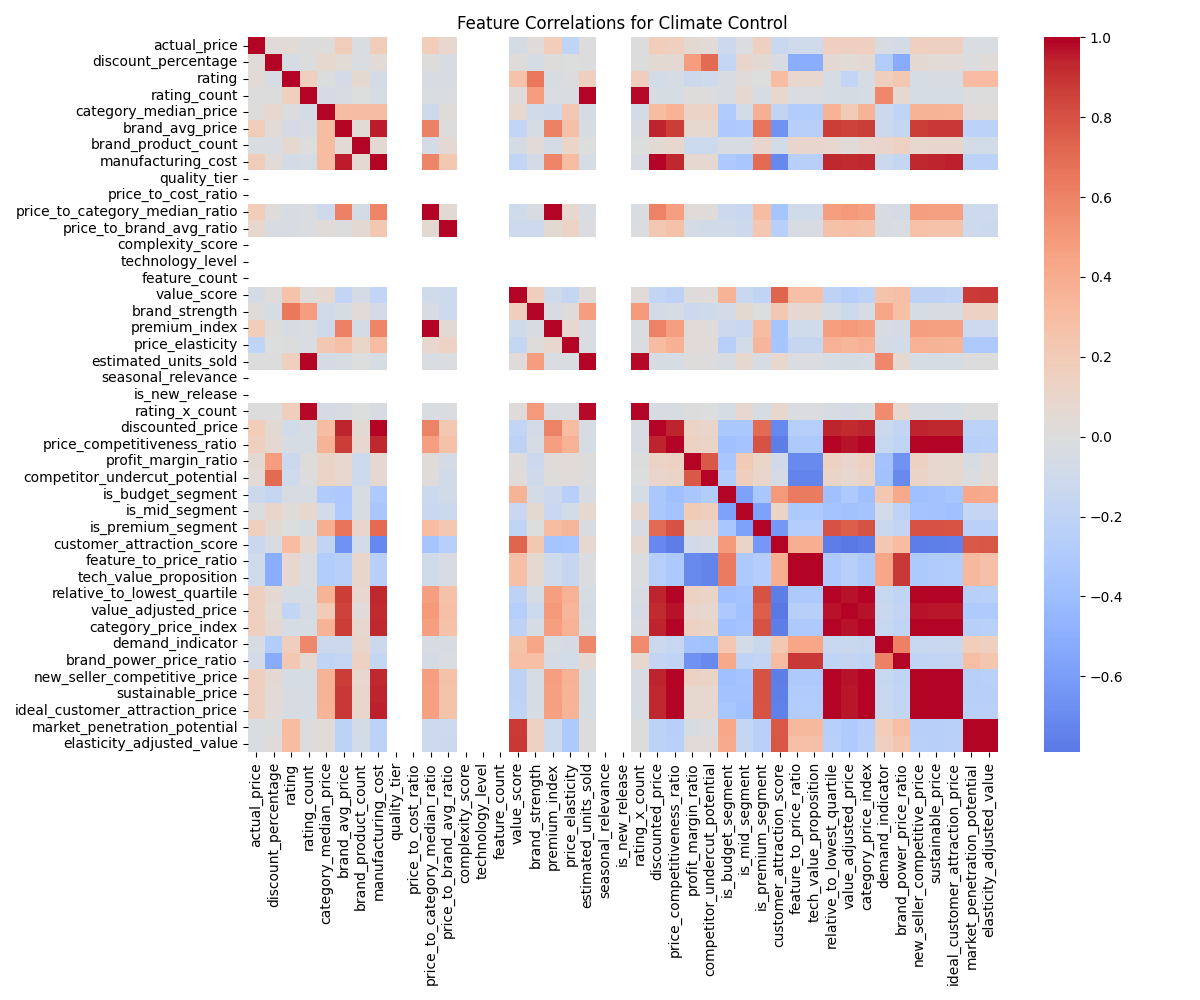 Feature Correlations for Climate Control
actual_price
discount_percentage
rating
rating_count
category_median_price
brand_avg_price
brand_product_count
manufacturing_cost
quality_tier
price_to_cost_ratio
price_to_category_median_ratio
price_to_brand_avg_ratio
complexity_score
technology_level
feature_count
value_score
brand_strength
premium_index
price_elasticity
estimated_units_sold
seasonal_relevance
is_new_release
rating_x_count
discounted_price
price_competitiveness_ratio
profit_margin_ratio
competitor_undercut_potential
is_budget_segment
is_mid_segment
is_premium_segment
customer_attraction_score
feature_to_price_ratio
tech_value_proposition
relative_to_lowest_quartile
value_adjusted_price
category_price_index
demand_indicator
brand_power_price_ratio
new_seller_competitive_price
sustainable_price
ideal_customer_attraction_price
market_penetration_potential
elasticity_adjusted_value
actual_price
discount_percentage
rating
rating_count
category_median_price
brand_avg_price
brand_product_count
manufacturing_cost
quality_tier
price_to_cost_ratio
price_to_category_median_ratio
price_to_brand_avg_ratio
complexity_score
technology_level
feature_count
value_score
brand_strength
premium_index
price_elasticity
estimated_units_sold
seasonal_relevance
is_new_release
rating_x_count
discounted_price
price_competitiveness_ratio
profit_margin_ratio
competitor_undercut_potential
is_budget_segment
is_mid_segment
is_premium_segment
customer_attraction_score
feature_to_price_ratio
tech_value_proposition
relative_to_lowest_quartile
value_adjusted_price
category_price_index
demand_indicator
brand_power_price_ratio
new_seller_competitive_price
sustainable_price
ideal_customer_attraction_price
market_penetration_potential
elasticity_adjusted_value
1.0
0.8
0.6
0.4
0.2
0.0
−0.2
−0.4
−0.6